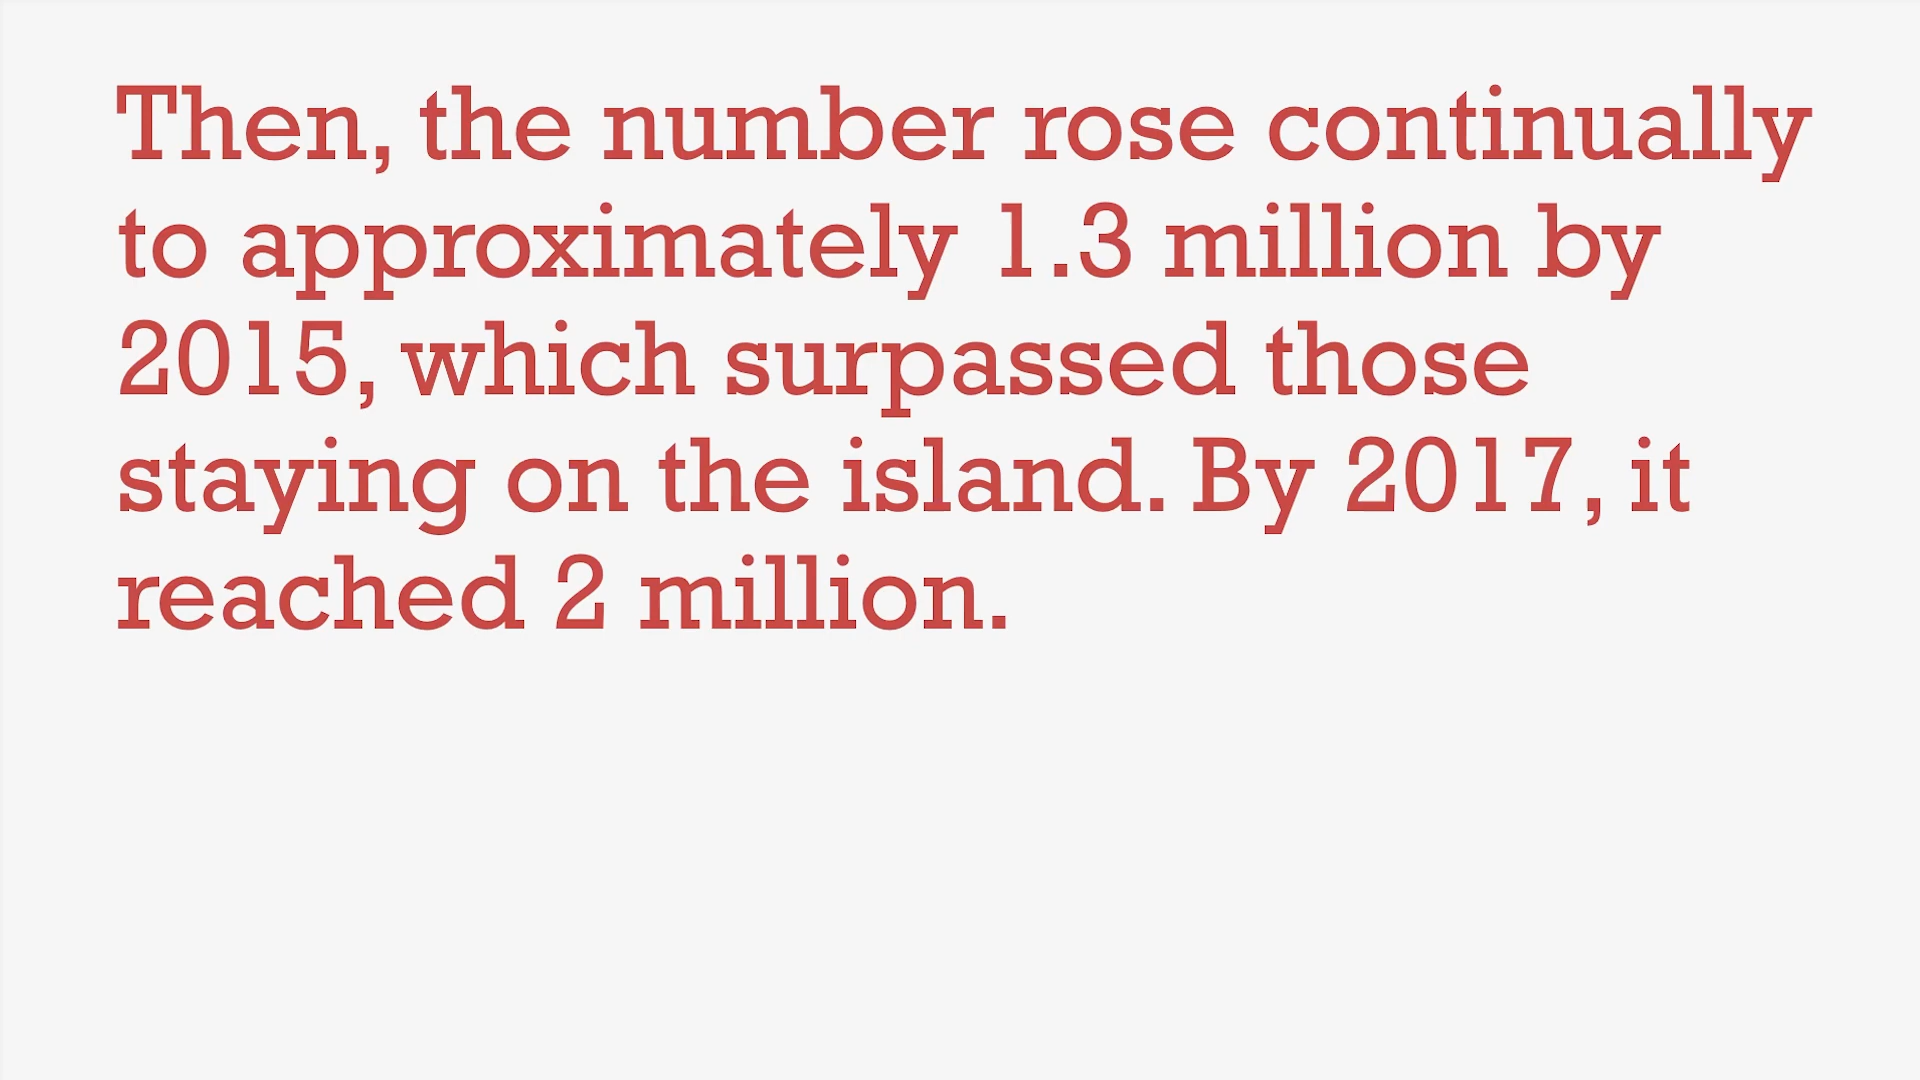 Then, the number rose continually
to approximately 1.3 million by
2015, which surpassed those
staying on the island. By 2017, it
reached 2 million.